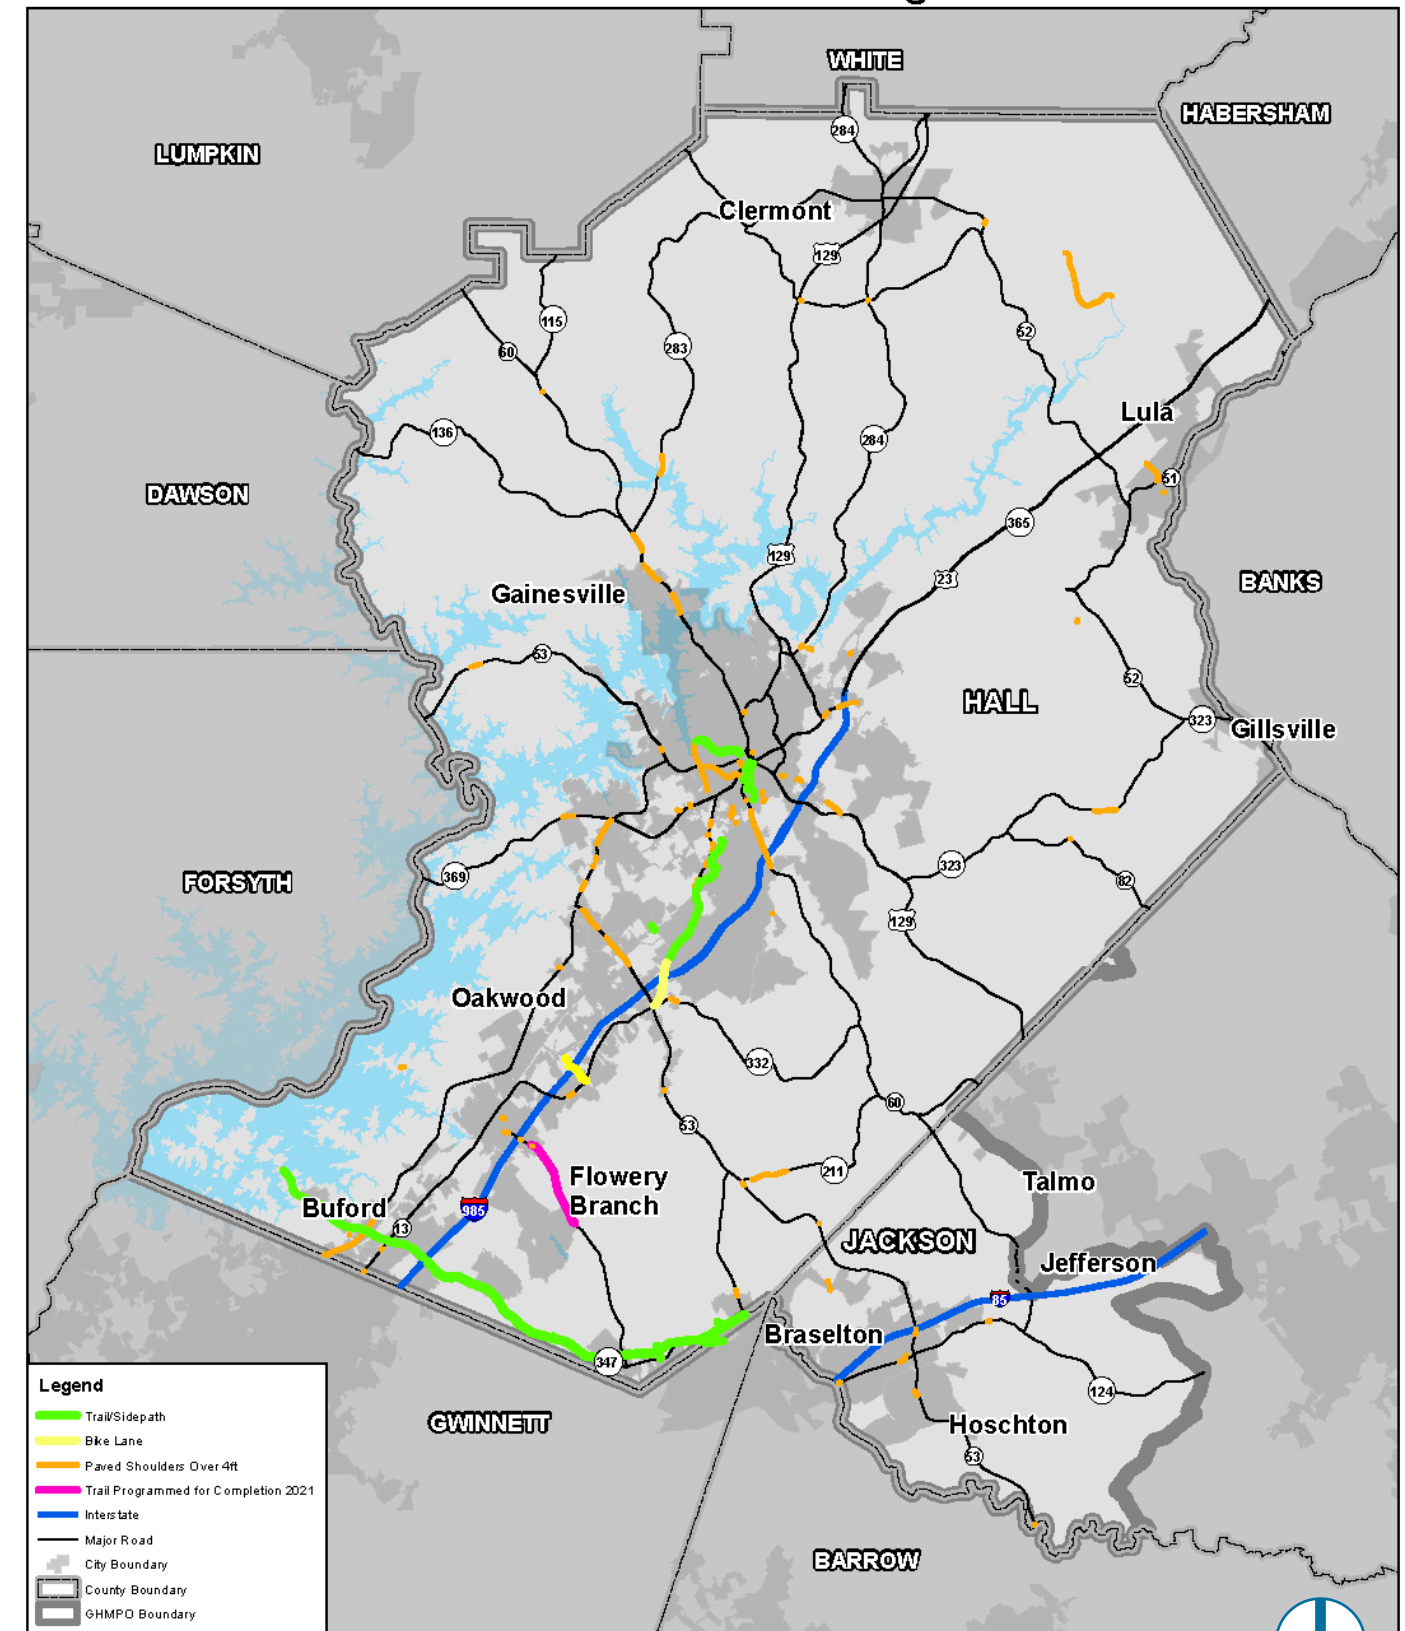 WHITE
HABERSHAM
284
LUMPKIN
Clermont
129
115
52
283
60
Lula
136
284
51
DAWSON
365
129
23
BANKS
Gainesville
53
52
HALL
323
Gillsville
323
369
82
FORSYTH
129
Oakwood
332
60
53
211
Flowery
Branch
Talmo
Buford
985
13
JACKSON
Jefferson
85
Braselton
347
124
Hoschton
GWINNETT
53
BARROW
Legend
Trail/Sidepath
Bike Lane
Paved Shoulders Over 4ft
Trail Programmed for Completion 2021
Interstate
Major Road
City Boundary
County Boundary
GHMPO Boundary